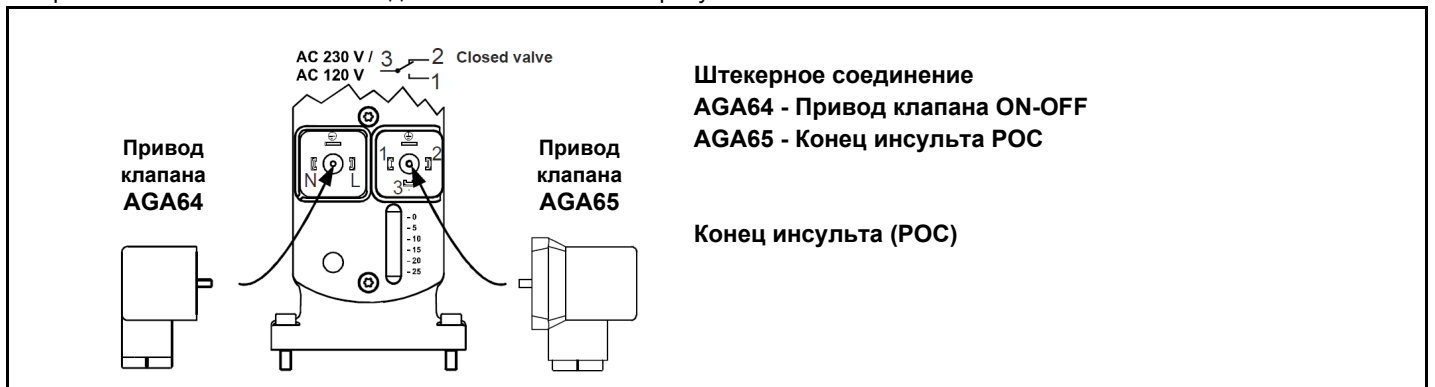 AC 230 V / 3 2 Closed valve
AC 120 V 1
Штекерное соединение
AGA64 - Привод клапана ON-OFF
AGA65 - Конец инсульта POC
Привод
клапана
AGA64
N L
1 2
3
Привод
клапана
AGA65
- 0
- 5
- 10
- 15
- 20
- 25
Конец инсульта (POC)